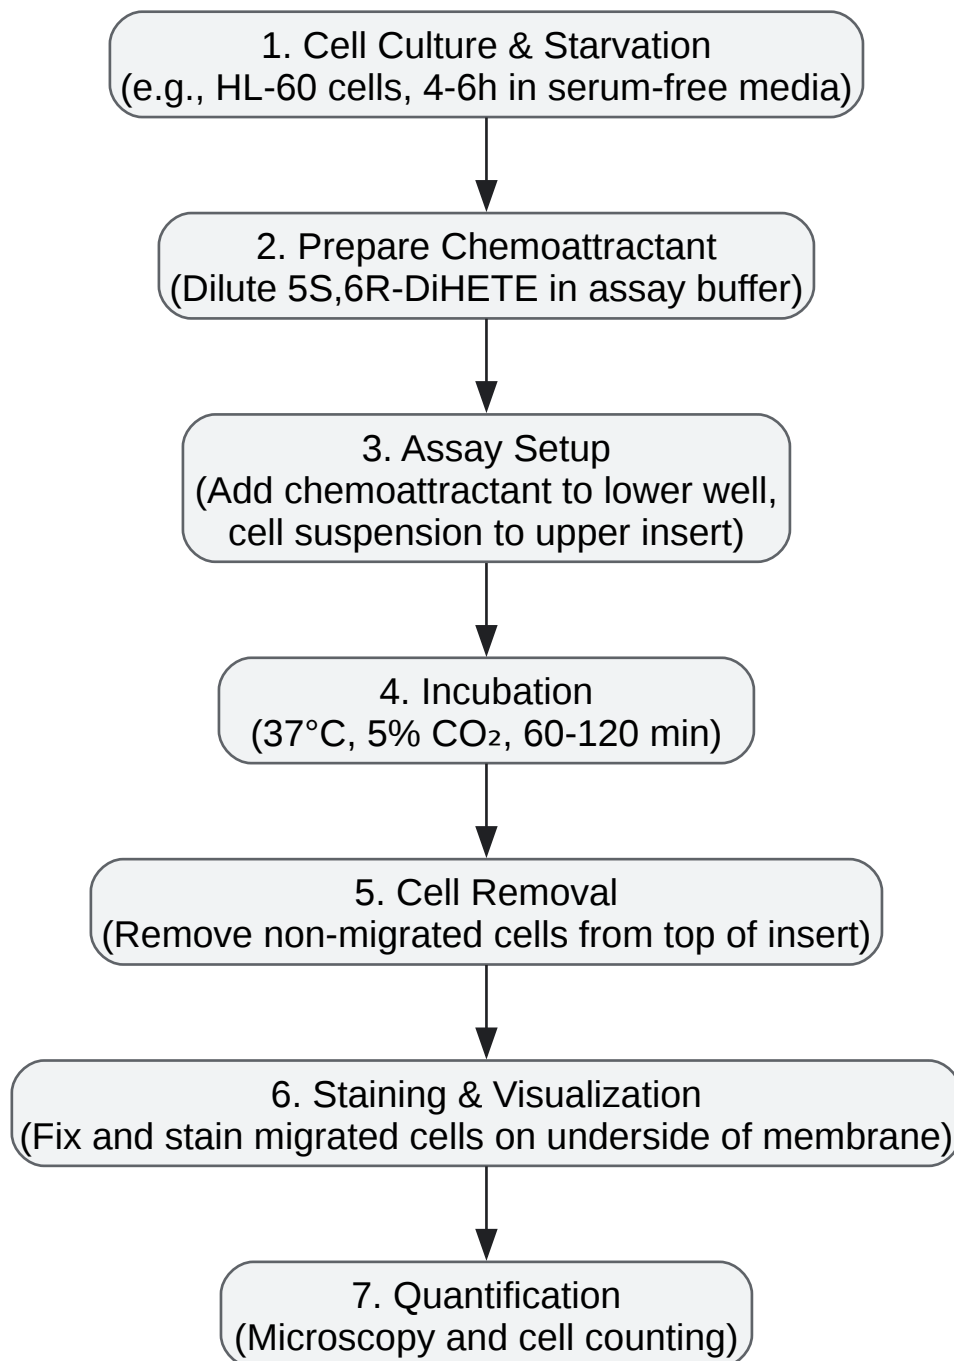 1. Cell Culture & Starvation
(e.g., HL-60 cells, 4-6h in serum-free media)
2. Prepare Chemoattractant
(Dilute 5S,6R-DiHETE in assay buffer)
3. Assay Setup
(Add chemoattractant to lower well,
cell suspension to upper insert)
4. Incubation
(37°C, 5% CO₂, 60-120 min)
5. Cell Removal
(Remove non-migrated cells from top of insert)
6. Staining & Visualization
(Fix and stain migrated cells on underside of membrane)
7. Quantification
(Microscopy and cell counting)